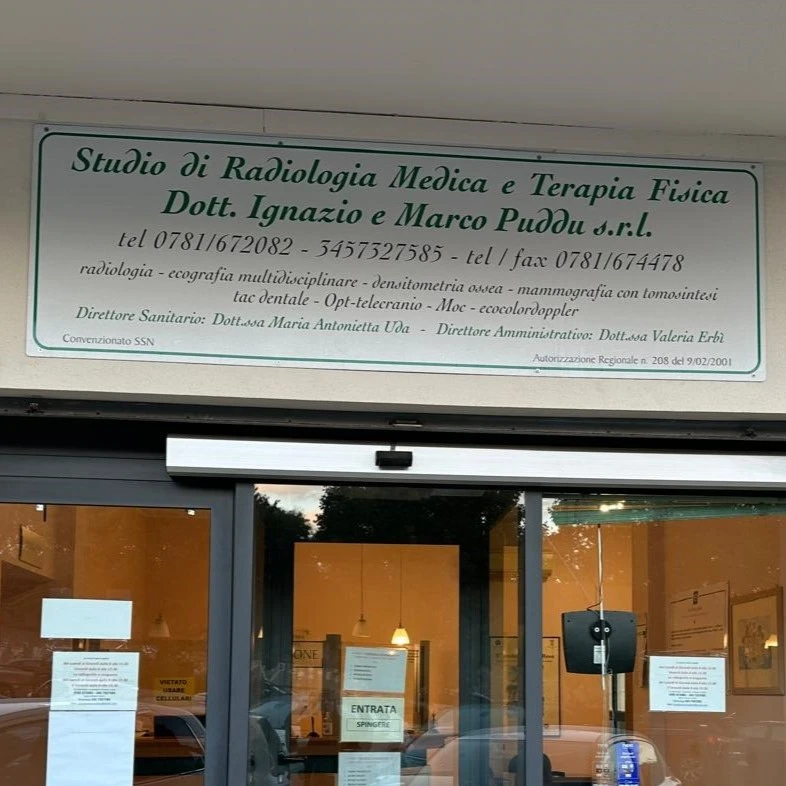 Studio di Radiologia Medica e Terapia Fisica
Dott. Ignazio e Marco Puddu s.r.l.
tel 0781/672082 - 3457327585 - tel / fax 0781/674478
radiologia - ecografia multidisciplinare - densitometria ossea - mammografia con tomosintesi
tac dentale - Opt-telecranio - Moc - ecocolordoppler
Direttore Sanitario: Dott.ssa Maria Antonietta Uda - Direttore Amministrativo: Dott.ssa Valeria Erbì
Convenzionato SSN
Autorizzazione Regionale n. 208 del 9/02/2001
VIETATO
USARE
CELLULARI
ENTRATA
SPINGERE